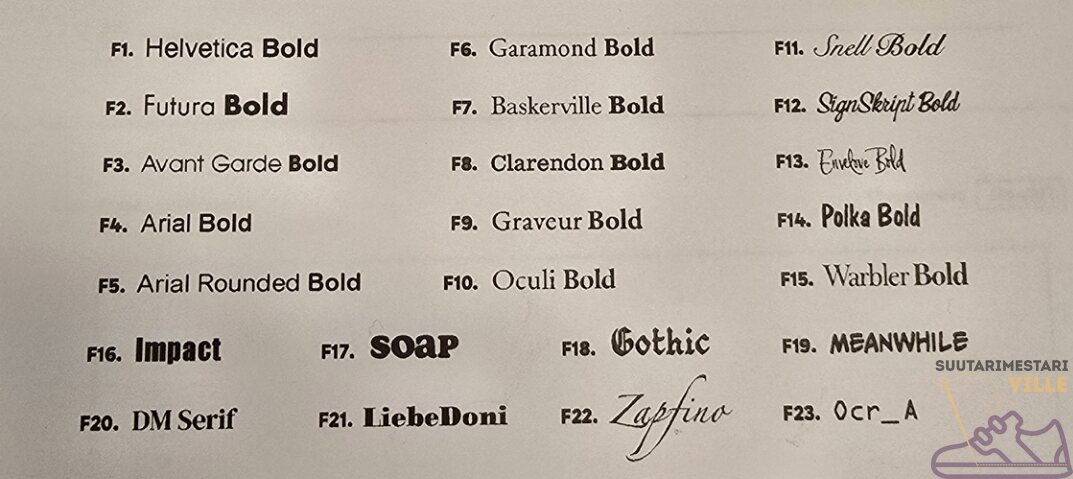 F1. Helvetica Bold F6. Garamond Bold F11. Snell Bold
F2. Futura Bold F7. Baskerville Bold F12. SignSkript Bold
F3. Avant Garde Bold F8. Clarendon Bold F13. Envelove Bold
F4. Arial Bold F9. Graveur Bold F14. Polka Bold
F5. Arial Rounded Bold F10. Oculi Bold F15. Warbler Bold
F16. Impact F17. SOAP F18. Gothic F19. MEANWHILE
F20. DM Serif F21. LiebeDoni F22. Zapfino F23. Ocr_A
SUUTARIMESTARI
VILLE